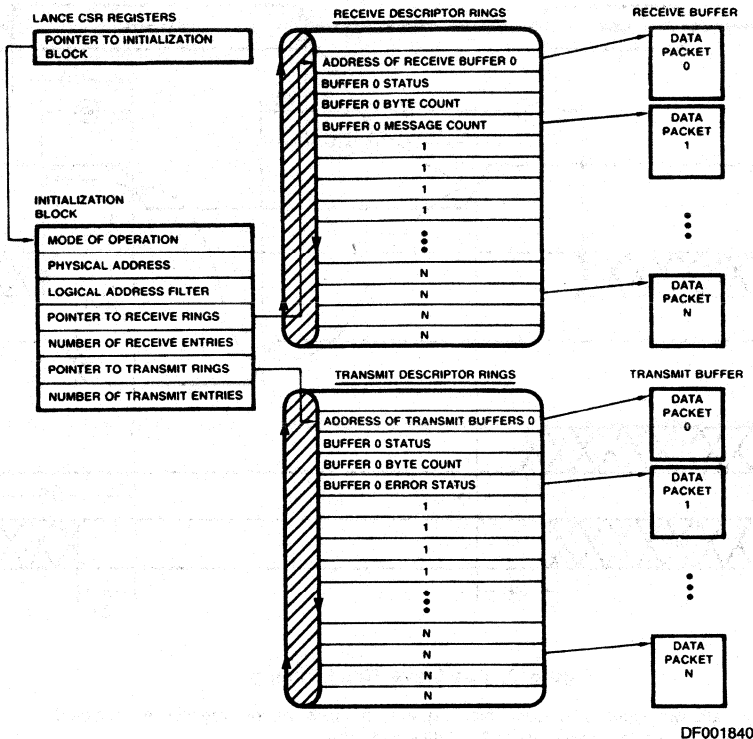 LANCE CSR REGISTERS
POINTER TO INITIALIZATION
BLOCK
INITIALIZATION
BLOCK
MODE OF OPERATION
PHYSICAL ADDRESS
LOGICAL ADDRESS FILTER
POINTER TO RECEIVE RINGS
NUMBER OF RECEIVE ENTRIES
POINTER TO TRANSMIT RINGS
NUMBER OF TRANSMIT ENTRIES
RECEIVE DESCRIPTOR RINGS
ADDRESS OF RECEIVE BUFFER 0
BUFFER 0 STATUS
BUFFER 0 BYTE COUNT
BUFFER 0 MESSAGE COUNT
1
1
1
1
N
N
N
N
RECEIVE BUFFER
DATA
PACKET
0
DATA
PACKET
1
DATA
PACKET
N
TRANSMIT DESCRIPTOR RINGS
ADDRESS OF TRANSMIT BUFFERS 0
BUFFER 0 STATUS
BUFFER 0 BYTE COUNT
BUFFER 0 ERROR STATUS
1
1
1
1
N
N
N
N
TRANSMIT BUFFER
DATA
PACKET
0
DATA
PACKET
1
DATA
PACKET
N
DF001840